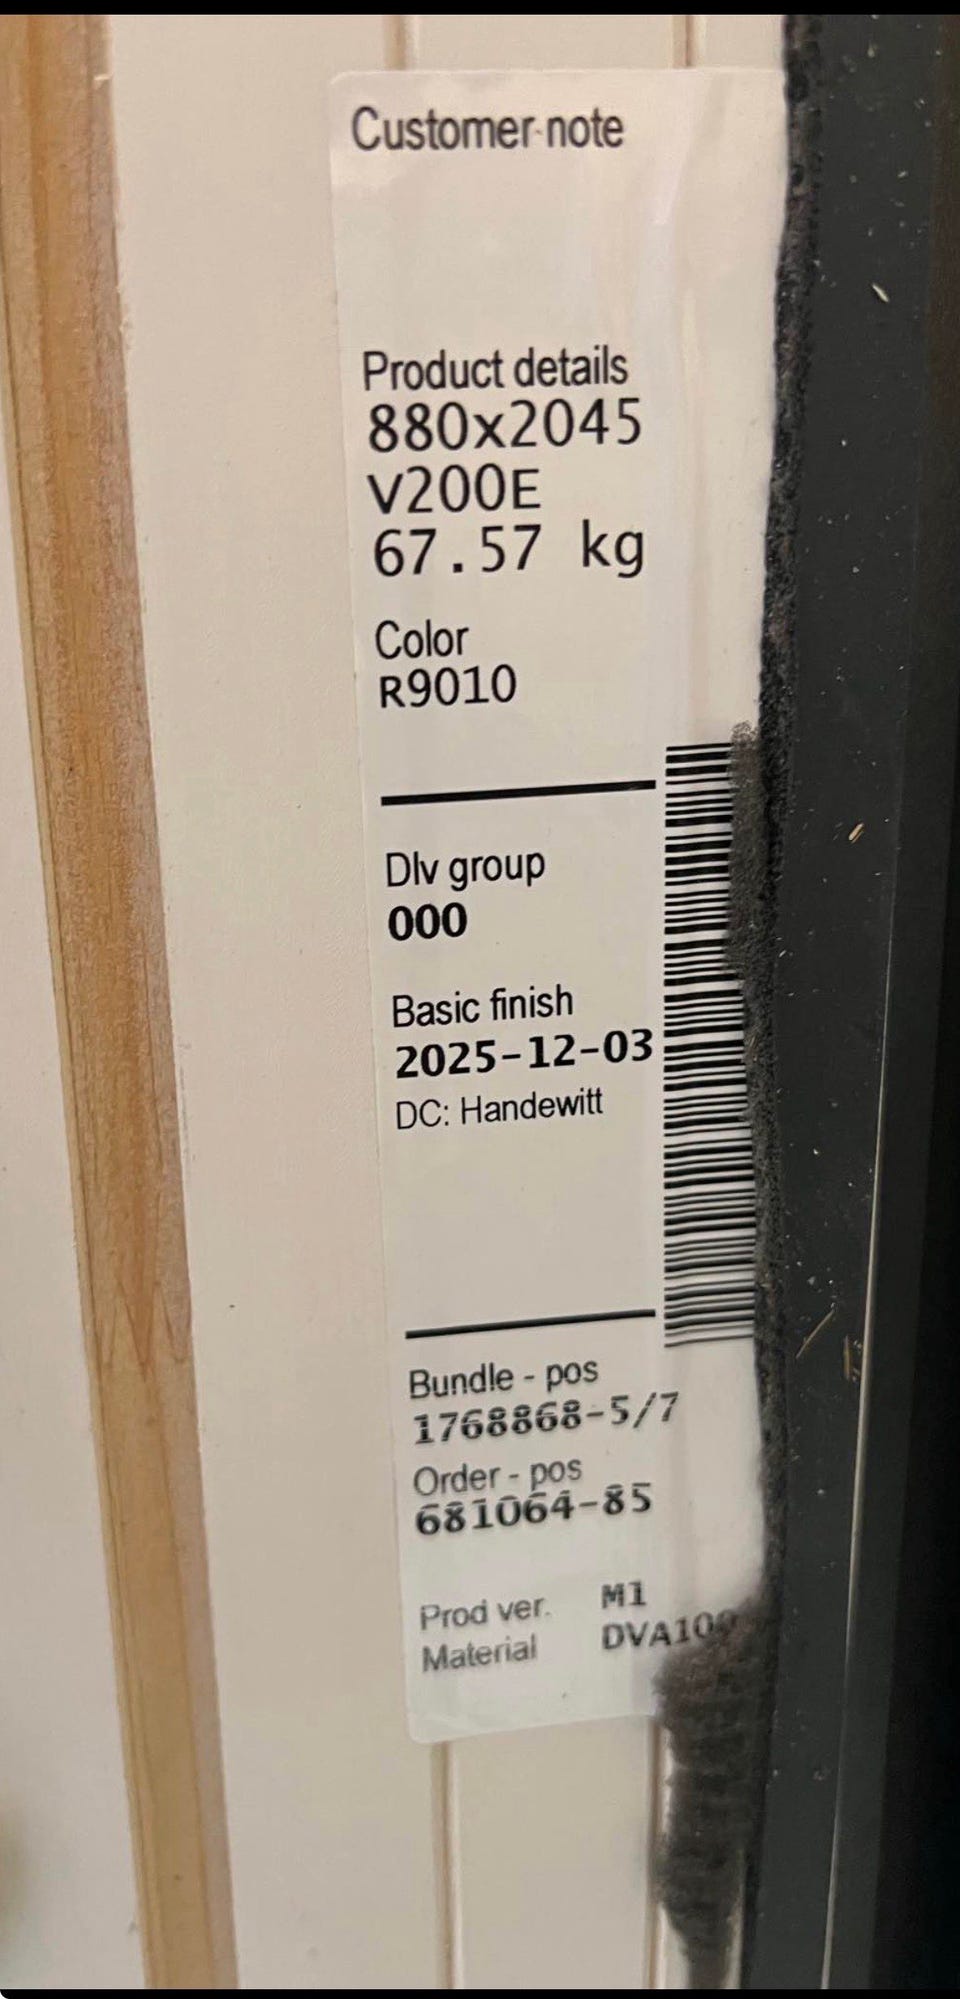 Customer note
Product details
880x2045
V200E
67.57 kg
Color
R9010
Dlv group
000
Basic finish
2025-12-03
DC: Handewitt
Bundle - pos
1768868-5/7
Order - pos
681064-85
Prod ver. M1
Material